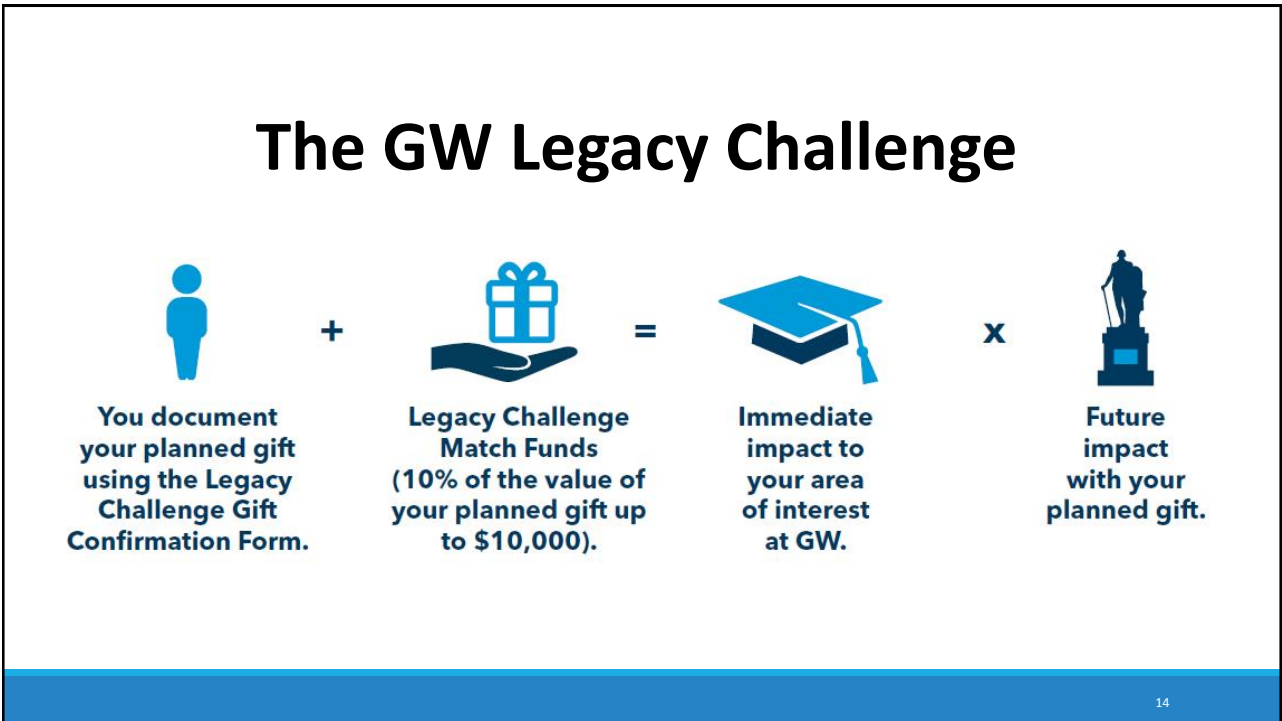 The GW Legacy Challenge
+
=
x
You document
your planned gift
using the Legacy
Challenge Gift
Confirmation Form.
Legacy Challenge
Match Funds
(10% of the value of
your planned gift up
to $10,000).
Immediate
impact to
your area
of interest
at GW.
Future
impact
with your
planned gift.
14